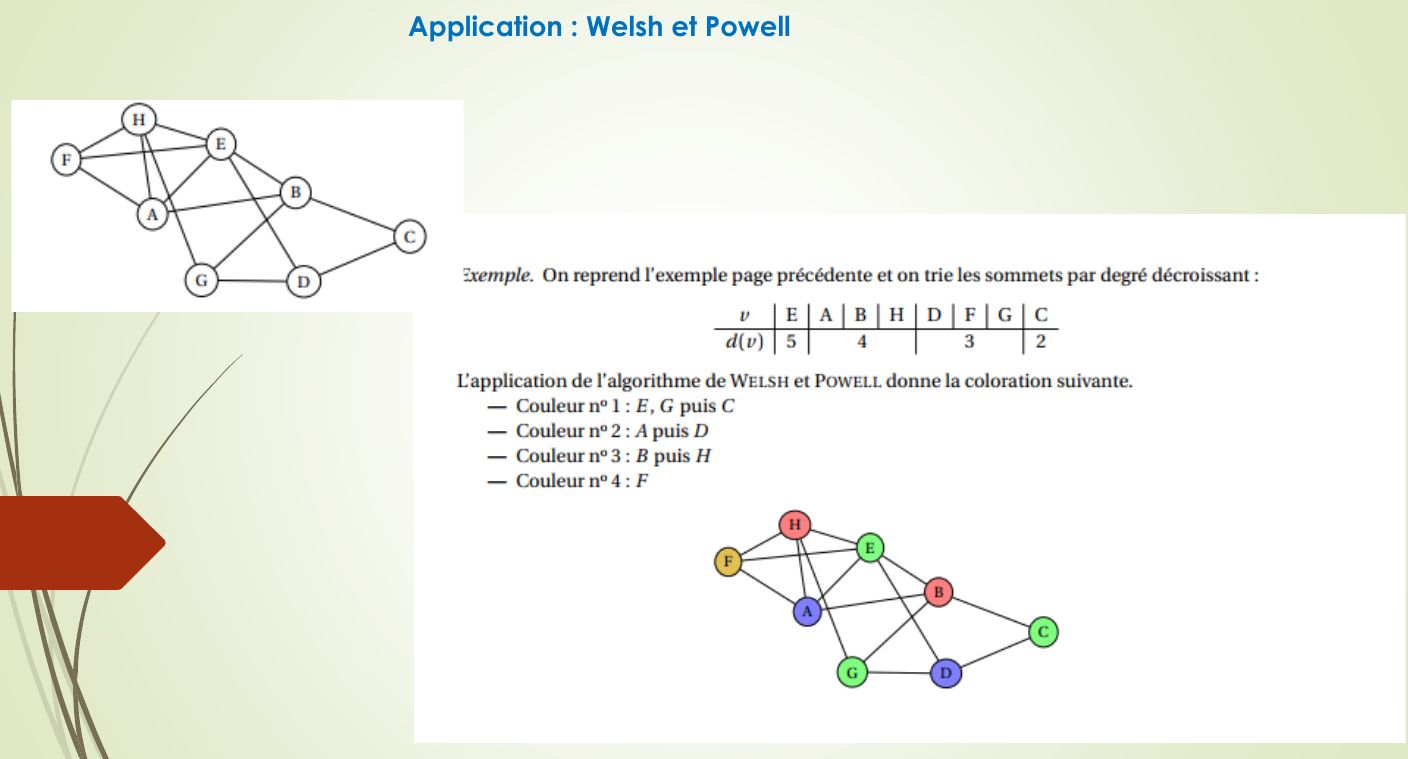 Application : Welsh et Powell
H
E
F
B
A
C
G
D
Exemple. On reprend l'exemple page précédente et on trie les sommets par degré décroissant :
v E A B H D F G C
d(v) 5 4 3 2
L'application de l'algorithme de WELSH et POWELL donne la coloration suivante.
— Couleur nº 1 : E, G puis C
— Couleur nº 2 : A puis D
— Couleur nº 3 : B puis H
— Couleur nº 4 : F
H
E
F
B
A
C
G
D